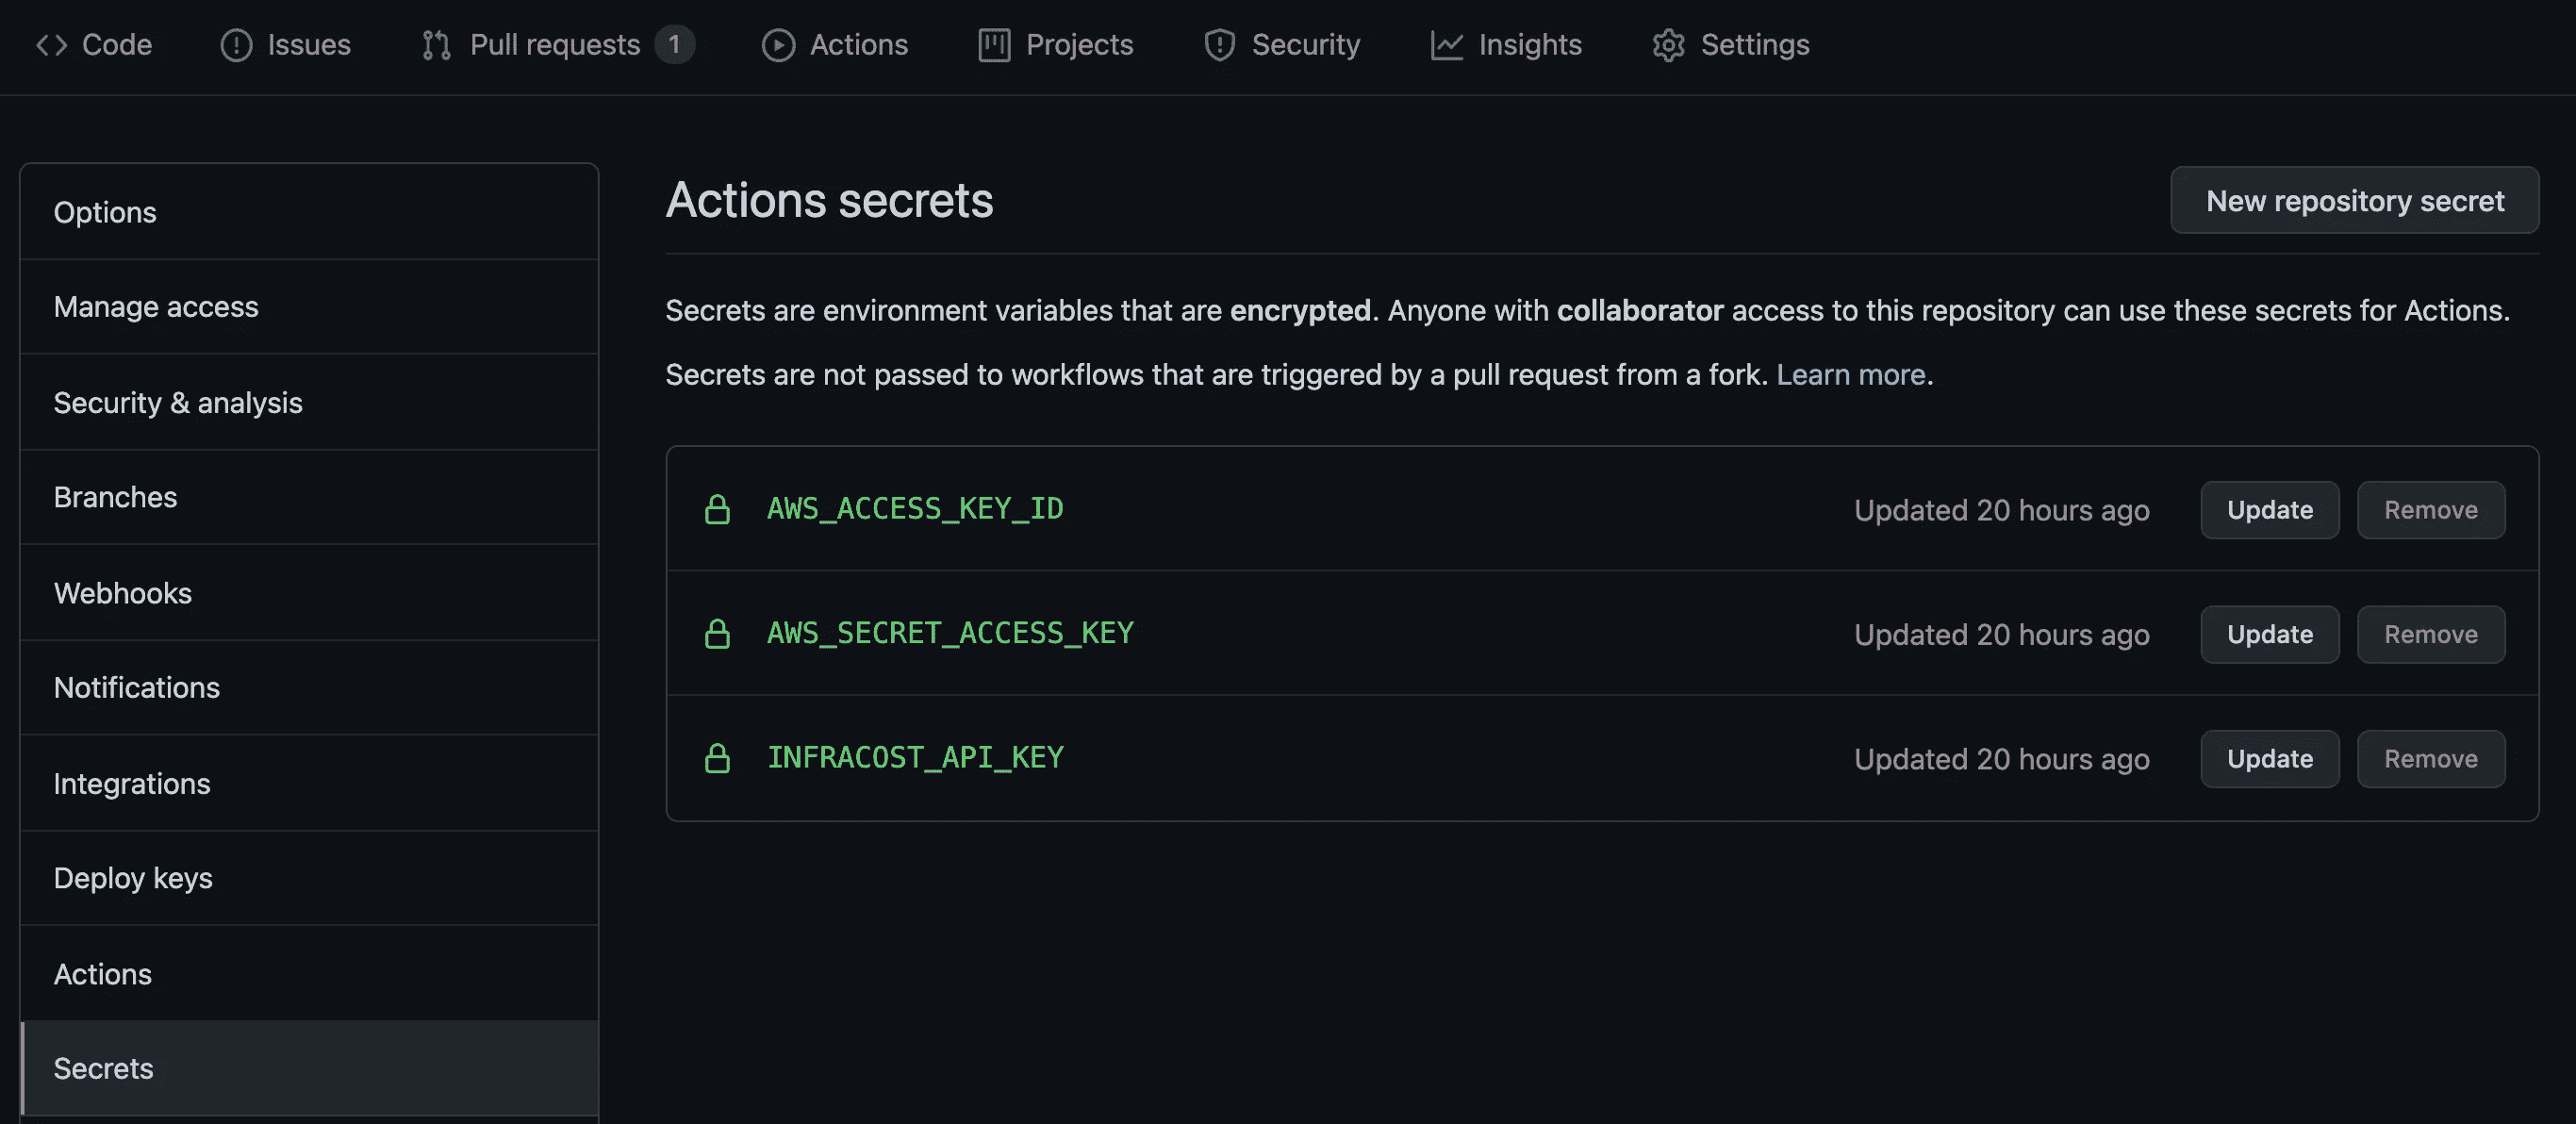 Code Issues Pull requests 1 Actions Projects Security Insights Settings
Options
Manage access
Security & analysis
Branches
Webhooks
Notifications
Integrations
Deploy keys
Actions
Secrets
Actions secrets
New repository secret
Secrets are environment variables that are encrypted. Anyone with collaborator access to this repository can use these secrets for Actions.
Secrets are not passed to workflows that are triggered by a pull request from a fork. Learn more.
AWS_ACCESS_KEY_ID Updated 20 hours ago Update Remove
AWS_SECRET_ACCESS_KEY Updated 20 hours ago Update Remove
INFRACOST_API_KEY Updated 20 hours ago Update Remove